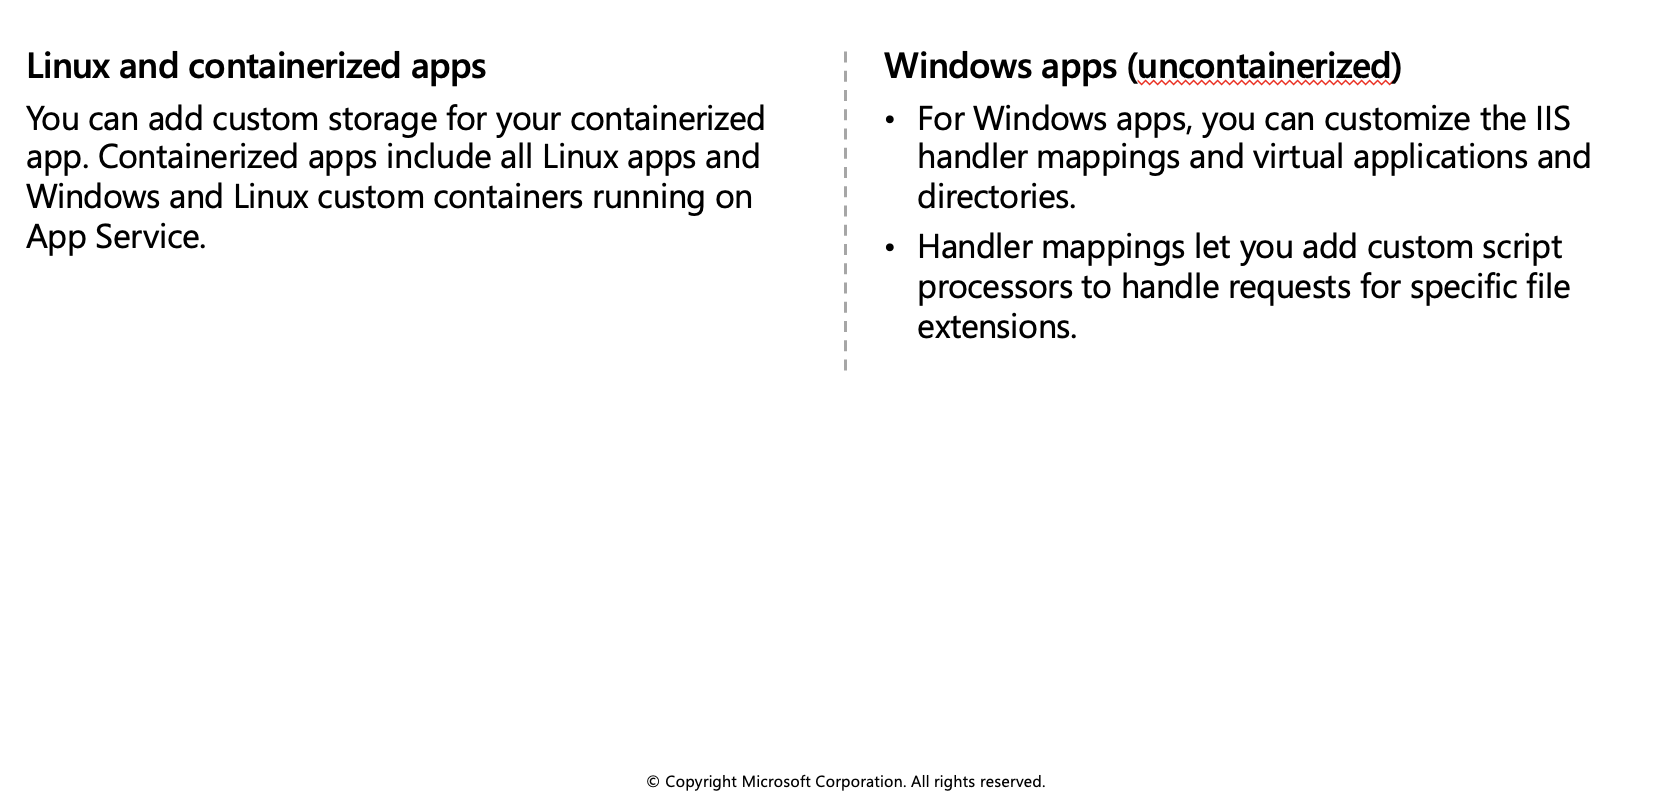 Linux and containerized apps
You can add custom storage for your containerized
app. Containerized apps include all Linux apps and
Windows and Linux custom containers running on
App Service.
Windows apps (uncontainerized)
• For Windows apps, you can customize the IIS
handler mappings and virtual applications and
directories.
• Handler mappings let you add custom script
processors to handle requests for specific file
extensions.
© Copyright Microsoft Corporation. All rights reserved.